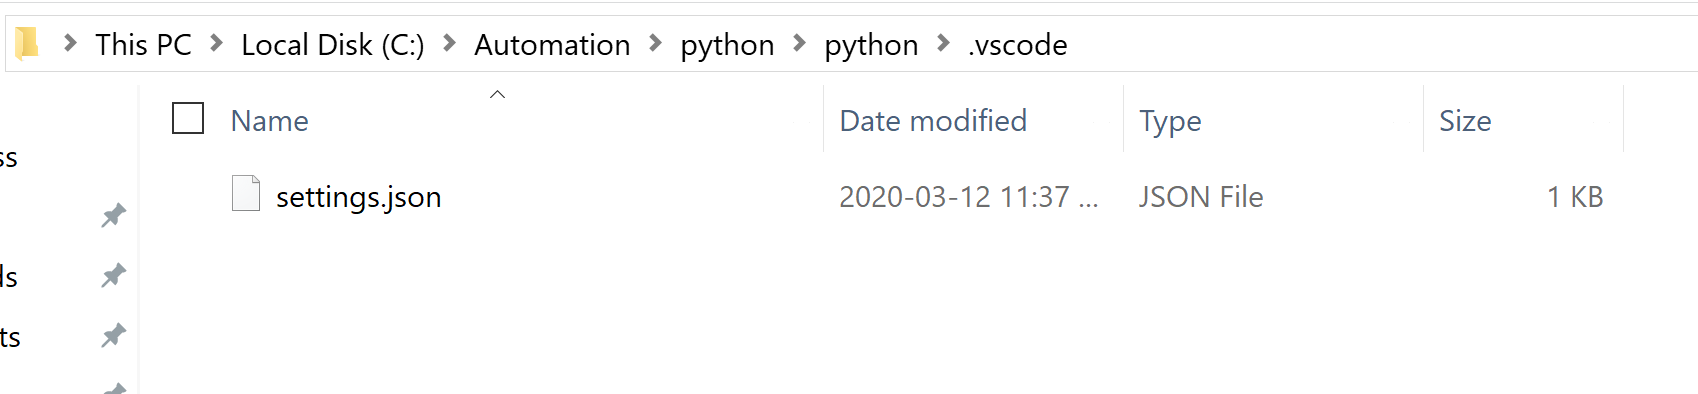 This PC > Local Disk (C:) > Automation > python > python > .vscode
Name Date modified Type Size
ss
settings.json 2020-03-12 11:37 ... JSON File 1 KB
ds
ts